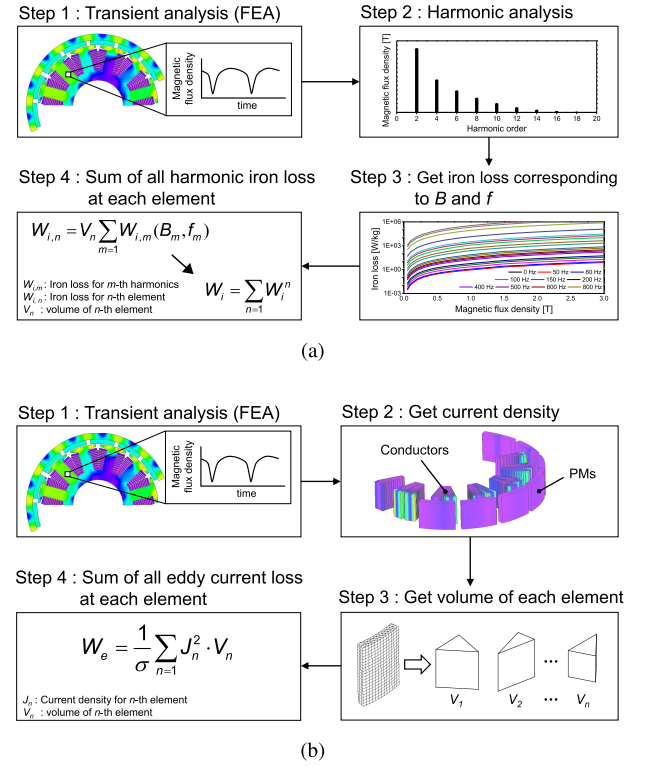 Step 1 : Transient analysis (FEA)
Magnetic
flux density
time
Step 2 : Harmonic analysis
Magnetic flux density [T]
0 2 4 6 8 10 12 14 16 18 20
Harmonic order
Step 4 : Sum of all harmonic iron loss
at each element
W_{i,n} = V_n ∑_{m=1} W_{i,m}(B_m, f_m)
W_{i,m} : Iron loss for m-th harmonics
W_{i,n} : Iron loss for n-th element
V_n : volume of n-th element
W_i = ∑_{n=1} W_i^n
Step 3 : Get iron loss corresponding
to B and f
Iron loss [W/kg]
1E+06
1E+03
1E+00
1E-03
0 Hz 50 Hz 60 Hz
100 Hz 150 Hz 200 Hz
400 Hz 500 Hz 600 Hz 800 Hz
0.0 0.5 1.0 1.5 2.0 2.5 3.0
Magnetic flux density [T]
(a)
Step 1 : Transient analysis (FEA)
Magnetic
flux density
time
Step 2 : Get current density
Conductors
PMs
Step 4 : Sum of all eddy current loss
at each element
W_e = 1/σ ∑_{n=1} J_n^2 · V_n
J_n : Current density for n-th element
V_n : volume of n-th element
Step 3 : Get volume of each element
V_1 V_2 ··· V_n
(b)